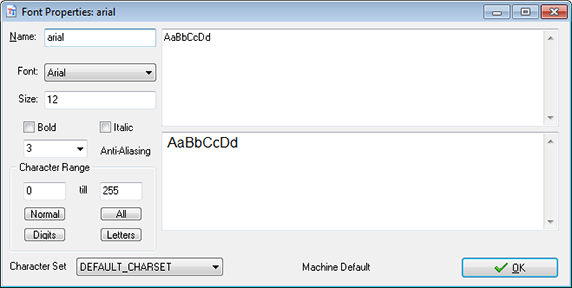 Font Properties: arial
Name: arial
AaBbCcDd
Font: Arial
Size: 12
Bold Italic
3 Anti-Aliasing
AaBbCcDd
Character Range
0 till 255
Normal All
Digits Letters
Character Set DEFAULT_CHARSET Machine Default OK